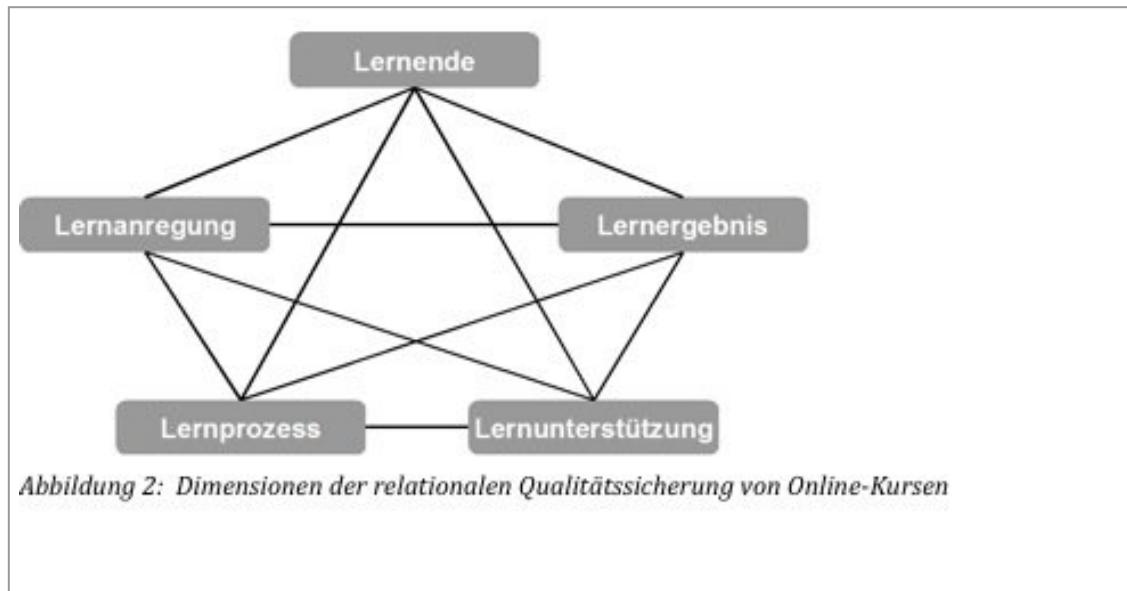 Lernende
Lernanregung
Lernergebnis
Lernprozess
Lernunterstützung
Abbildung 2: Dimensionen der relationalen Qualitätssicherung von Online-Kursen